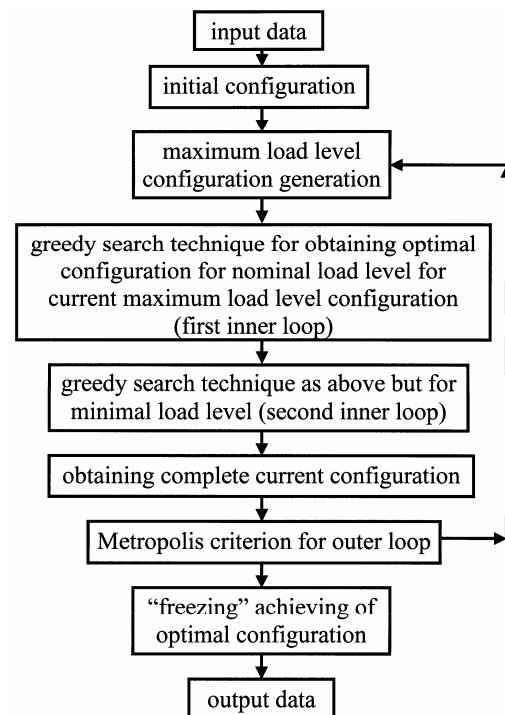 input data
initial configuration
maximum load level
configuration generation
greedy search technique for obtaining optimal
configuration for nominal load level for
current maximum load level configuration
(first inner loop)
greedy search technique as above but for
minimal load level (second inner loop)
obtaining complete current configuration
Metropolis criterion for outer loop
“freezing” achieving of
optimal configuration
output data